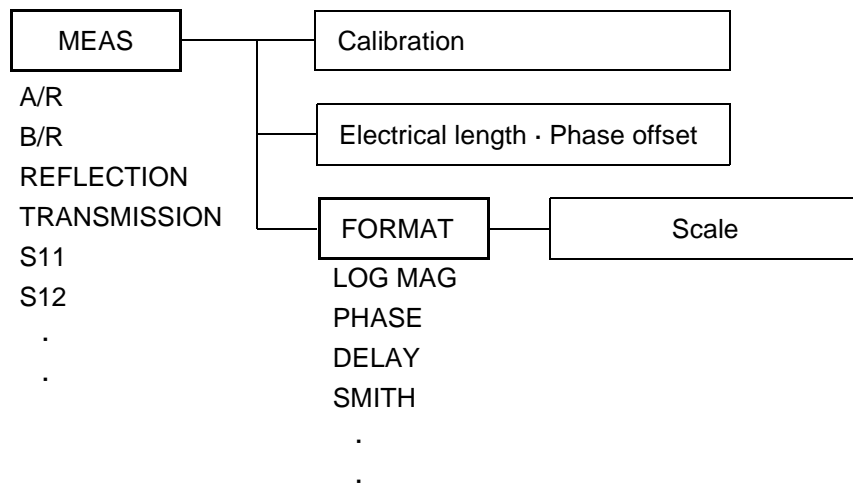 MEAS
Calibration
A/R
B/R
Electrical length · Phase offset
REFLECTION
TRANSMISSION
S11
S12
.
.
FORMAT
Scale
LOG MAG
PHASE
DELAY
SMITH
.
.